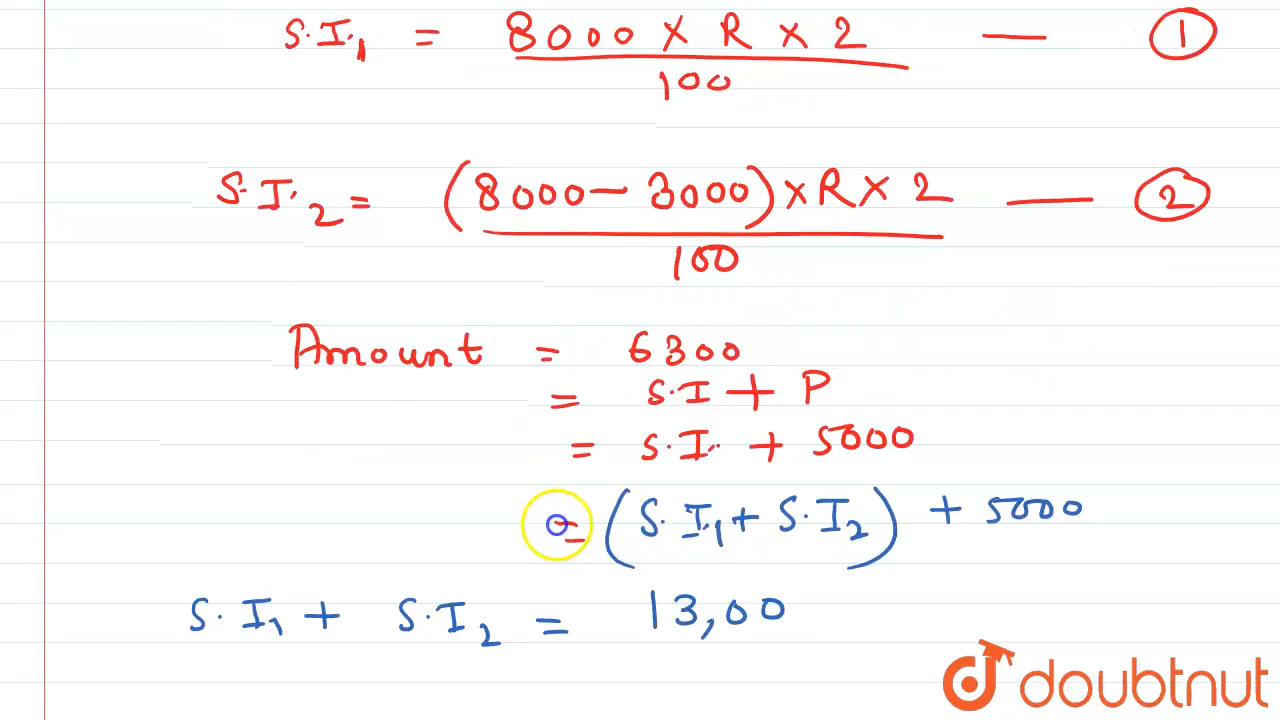 S.I.₁ = 8000 × R × 2 — ①
100
S.I.₂ = (8000 - 3000) × R × 2 — ②
100
Amount = 6300
= S.I + P
= S.I. + 5000
= (S.I.₁ + S.I₂) + 5000
S.I₁ + S.I₂ = 13,00
doubtnut